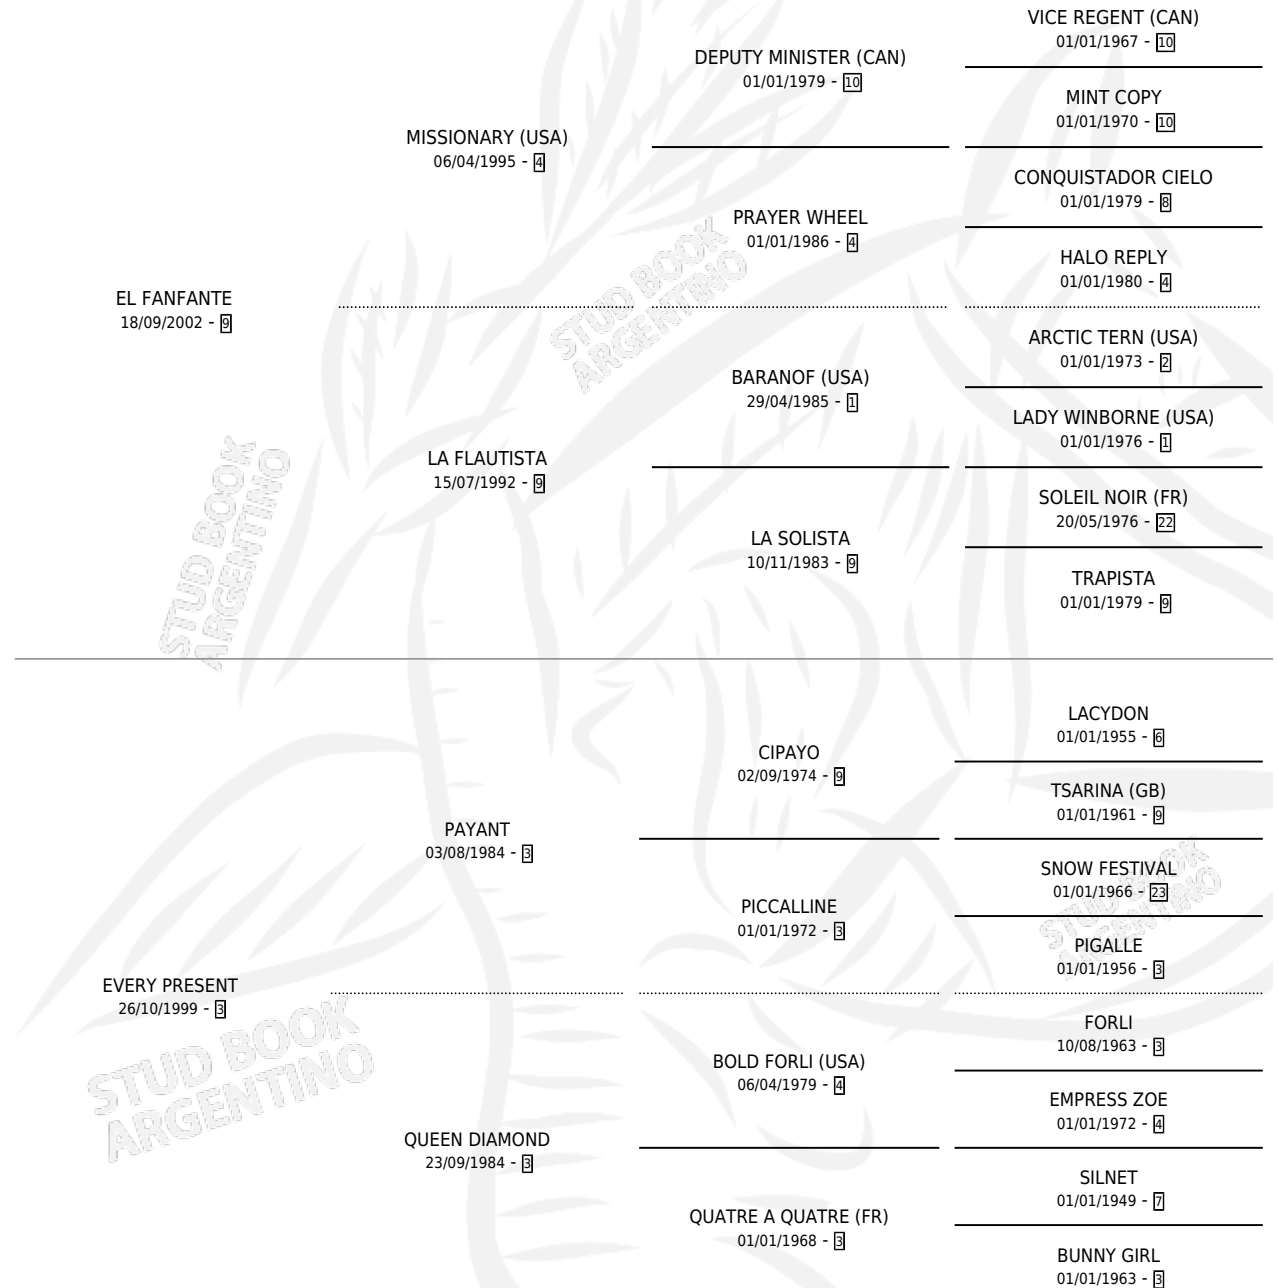 VICE REGENT (CAN)
01/01/1967 - 10
DEPUTY MINISTER (CAN)
01/01/1979 - 10
MINT COPY
01/01/1970 - 10
MISSIONARY (USA)
06/04/1995 - 4
CONQUISTADOR CIELO
01/01/1979 - 8
PRAYER WHEEL
01/01/1986 - 4
HALO REPLY
01/01/1980 - 4
EL FANFANTE
18/09/2002 - 9
ARCTIC TERN (USA)
01/01/1973 - 2
BARANOF (USA)
29/04/1985 - 1
LADY WINBORNE (USA)
01/01/1976 - 1
LA FLAUTISTA
15/07/1992 - 9
SOLEIL NOIR (FR)
20/05/1976 - 22
LA SOLISTA
10/11/1983 - 9
TRAPISTA
01/01/1979 - 9
LACYDON
01/01/1955 - 6
CIPAYO
02/09/1974 - 9
TSARINA (GB)
01/01/1961 - 9
PAYANT
03/08/1984 - 3
SNOW FESTIVAL
01/01/1966 - 23
PICCALLINE
01/01/1972 - 3
PIGALLE
01/01/1956 - 3
EVERY PRESENT
26/10/1999 - 3
FORLI
10/08/1963 - 3
BOLD FORLI (USA)
06/04/1979 - 4
EMPRESS ZOE
01/01/1972 - 4
QUEEN DIAMOND
23/09/1984 - 3
SILNET
01/01/1949 - 7
QUATRE A QUATRE (FR)
01/01/1968 - 3
BUNNY GIRL
01/01/1963 - 3
STUD BOOK
ARGENTINO
STUD BOOK
ARGENTINO
STUD BOOK
ARGENTINO
STUD BOOK
ARGENTINO